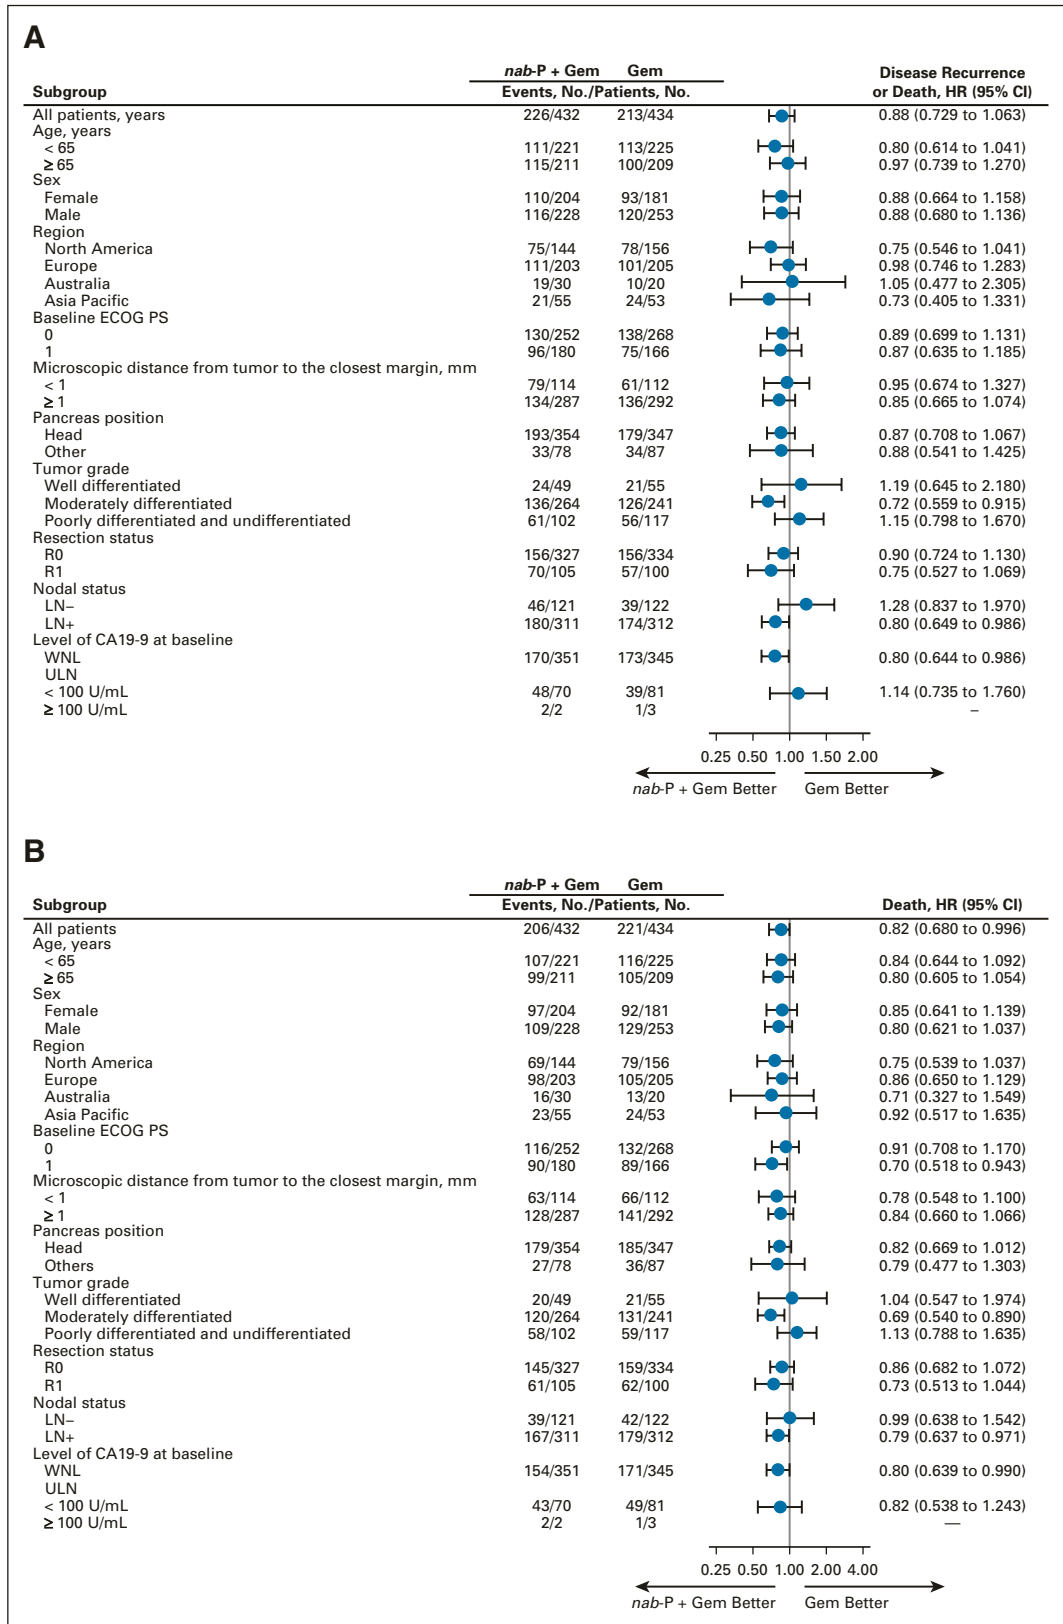 A
nab-P + Gem Gem Disease Recurrence
Subgroup Events, No./Patients, No. or Death, HR (95% CI)
All patients, years 226/432 213/434 0.88 (0.729 to 1.063)
Age, years
< 65 111/221 113/225 0.80 (0.614 to 1.041)
≥ 65 115/211 100/209 0.97 (0.739 to 1.270)
Sex
Female 110/204 93/181 0.88 (0.664 to 1.158)
Male 116/228 120/253 0.88 (0.680 to 1.136)
Region
North America 75/144 78/156 0.75 (0.546 to 1.041)
Europe 111/203 101/205 0.98 (0.746 to 1.283)
Australia 19/30 10/20 1.05 (0.477 to 2.305)
Asia Pacific 21/55 24/53 0.73 (0.405 to 1.331)
Baseline ECOG PS
0 130/252 138/268 0.89 (0.699 to 1.131)
1 96/180 75/166 0.87 (0.635 to 1.185)
Microscopic distance from tumor to the closest margin, mm
< 1 79/114 61/112 0.95 (0.674 to 1.327)
≥ 1 134/287 136/292 0.85 (0.665 to 1.074)
Pancreas position
Head 193/354 179/347 0.87 (0.708 to 1.067)
Other 33/78 34/87 0.88 (0.541 to 1.425)
Tumor grade
Well differentiated 24/49 21/55 1.19 (0.645 to 2.180)
Moderately differentiated 136/264 126/241 0.72 (0.559 to 0.915)
Poorly differentiated and undifferentiated 61/102 56/117 1.15 (0.798 to 1.670)
Resection status
R0 156/327 156/334 0.90 (0.724 to 1.130)
R1 70/105 57/100 0.75 (0.527 to 1.069)
Nodal status
LN− 46/121 39/122 1.28 (0.837 to 1.970)
LN+ 180/311 174/312 0.80 (0.649 to 0.986)
Level of CA19-9 at baseline
WNL 170/351 173/345 0.80 (0.644 to 0.986)
ULN
< 100 U/mL 48/70 39/81 1.14 (0.735 to 1.760)
≥ 100 U/mL 2/2 1/3 –
0.25 0.50 1.00 1.50 2.00
nab-P + Gem Better Gem Better
B
nab-P + Gem Gem
Subgroup Events, No./Patients, No. Death, HR (95% CI)
All patients 206/432 221/434 0.82 (0.680 to 0.996)
Age, years
< 65 107/221 116/225 0.84 (0.644 to 1.092)
≥ 65 99/211 105/209 0.80 (0.605 to 1.054)
Sex
Female 97/204 92/181 0.85 (0.641 to 1.139)
Male 109/228 129/253 0.80 (0.621 to 1.037)
Region
North America 69/144 79/156 0.75 (0.539 to 1.037)
Europe 98/203 105/205 0.86 (0.650 to 1.129)
Australia 16/30 13/20 0.71 (0.327 to 1.549)
Asia Pacific 23/55 24/53 0.92 (0.517 to 1.635)
Baseline ECOG PS
0 116/252 132/268 0.91 (0.708 to 1.170)
1 90/180 89/166 0.70 (0.518 to 0.943)
Microscopic distance from tumor to the closest margin, mm
< 1 63/114 66/112 0.78 (0.548 to 1.100)
≥ 1 128/287 141/292 0.84 (0.660 to 1.066)
Pancreas position
Head 179/354 185/347 0.82 (0.669 to 1.012)
Others 27/78 36/87 0.79 (0.477 to 1.303)
Tumor grade
Well differentiated 20/49 21/55 1.04 (0.547 to 1.974)
Moderately differentiated 120/264 131/241 0.69 (0.540 to 0.890)
Poorly differentiated and undifferentiated 58/102 59/117 1.13 (0.788 to 1.635)
Resection status
R0 145/327 159/334 0.86 (0.682 to 1.072)
R1 61/105 62/100 0.73 (0.513 to 1.044)
Nodal status
LN− 39/121 42/122 0.99 (0.638 to 1.542)
LN+ 167/311 179/312 0.79 (0.637 to 0.971)
Level of CA19-9 at baseline
WNL 154/351 171/345 0.80 (0.639 to 0.990)
ULN
< 100 U/mL 43/70 49/81 0.82 (0.538 to 1.243)
≥ 100 U/mL 2/2 1/3 —
0.25 0.50 1.00 2.00 4.00
nab-P + Gem Better Gem Better